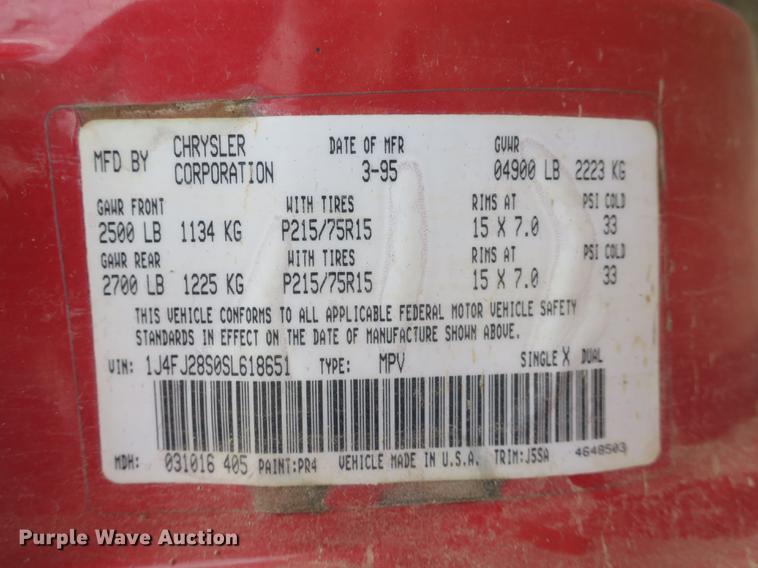 MFD BY CHRYSLER CORPORATION DATE OF MFR 3-95 GVWR 04900 LB 2223 KG
GAWR FRONT WITH TIRES RIMS AT PSI COLD
2500 LB 1134 KG P215/75R15 15 X 7.0 33
GAWR REAR WITH TIRES RIMS AT PSI COLD
2700 LB 1225 KG P215/75R15 15 X 7.0 33
THIS VEHICLE CONFORMS TO ALL APPLICABLE FEDERAL MOTOR VEHICLE SAFETY
STANDARDS IN EFFECT ON THE DATE OF MANUFACTURE SHOWN ABOVE.
VIN: 1J4FJ28S0SL618651 TYPE: MPV SINGLE X DUAL
MDH: 031016 405 PAINT:PR4 VEHICLE MADE IN U.S.A. TRIM:J5SA 4648503
Purple Wave Auction
Purple Wave Auction